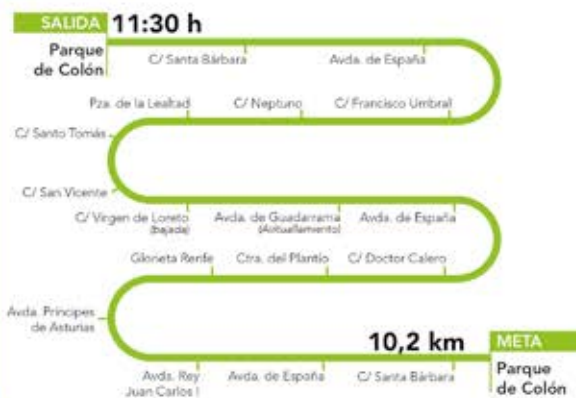 SALIDA 11:30 h
Parque
de Colón
C/ Santa Bárbara
Avda. de España
Pza. de la Lealtad
C/ Neptuno
C/ Francisco Umbral
C/ Santo Tomás
C/ San Vicente
C/ Virgen de Loreto
(bajada)
Avda. de Guadarrama
(Avituallamiento)
Avda. de España
Glorieta Renfe
Ctra. del Plantío
C/ Doctor Calero
Avda. Príncipes
de Asturias
10,2 km
META
Parque
de Colón
Avda. Rey
Juan Carlos I
Avda. de España
C/ Santa Bárbara